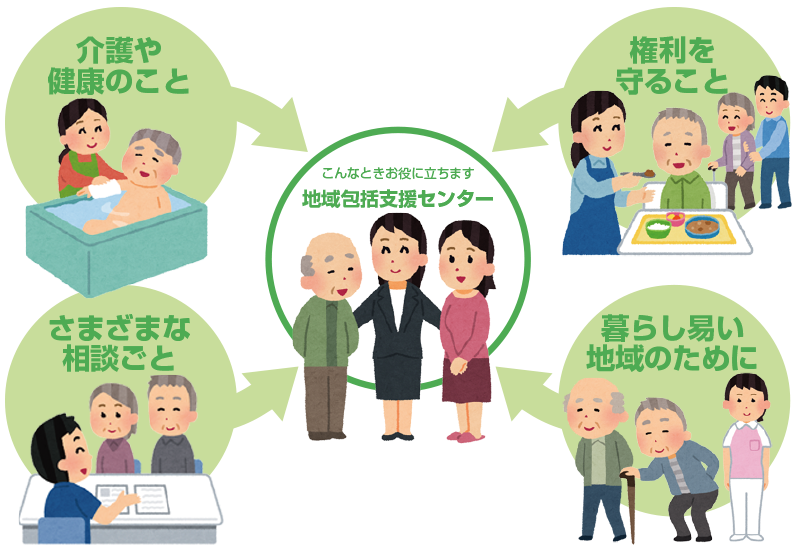 介護や
健康のこと
権利を
守ること
こんなときお役に立ちます
地域包括支援センター
さまざまな
相談ごと
暮らし易い
地域のために